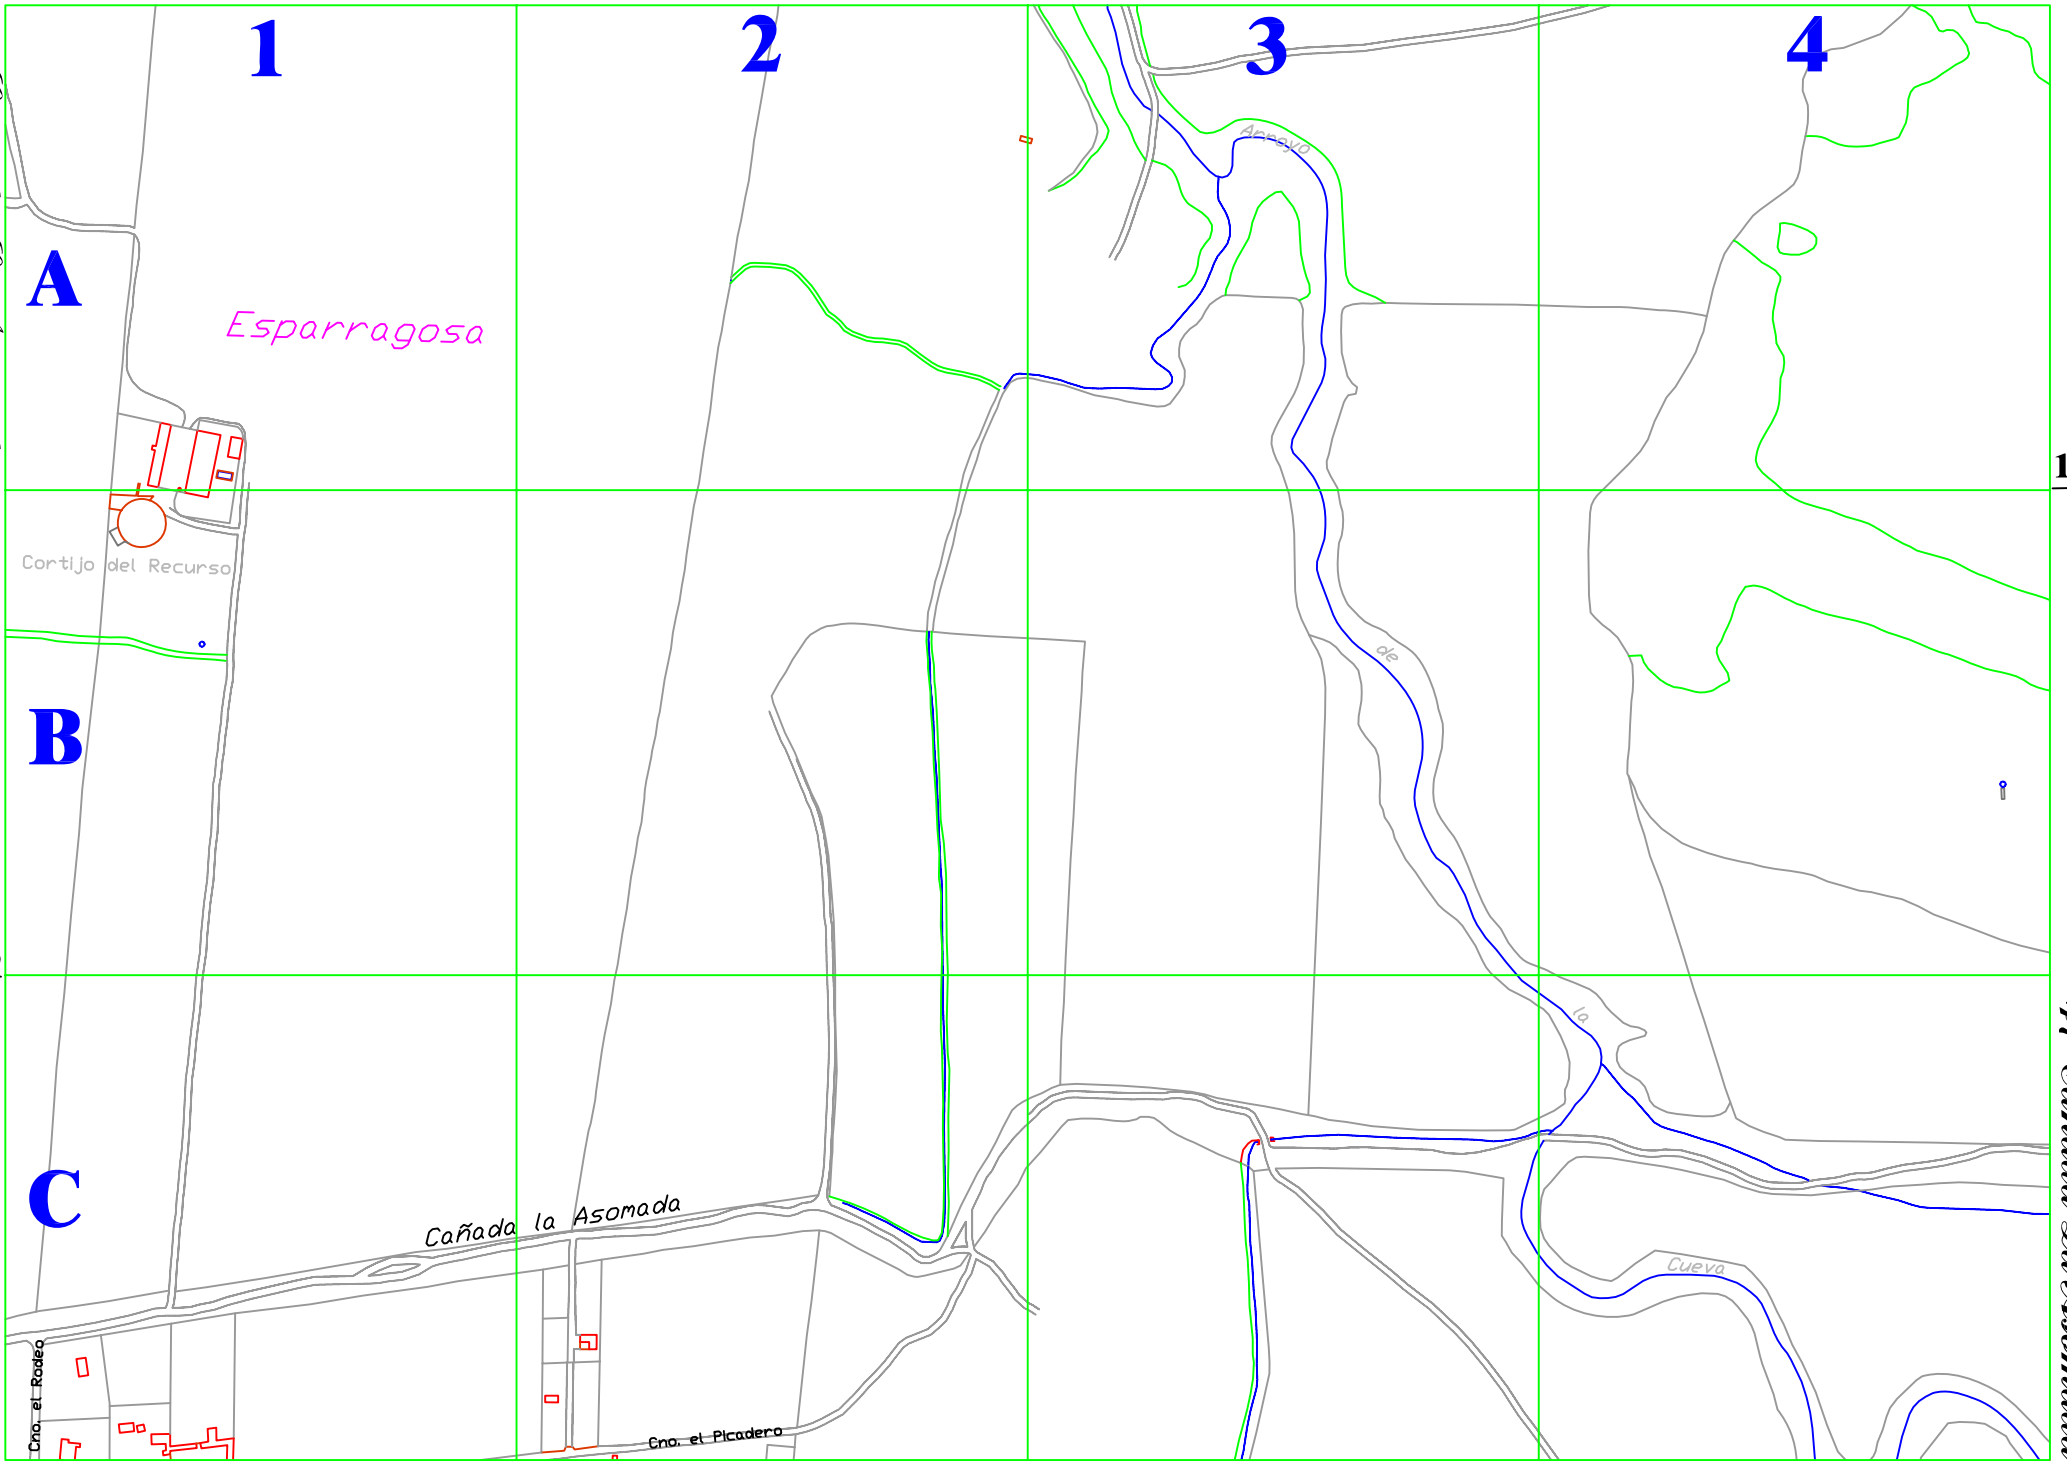 1
2
3
4
Arroyo
A
Esparragosa
1
Cortijo del Recurso
de
B
la
C
Cañada la Asomada
Cueva
Cno. el Rodeo
Cno. el Picadero